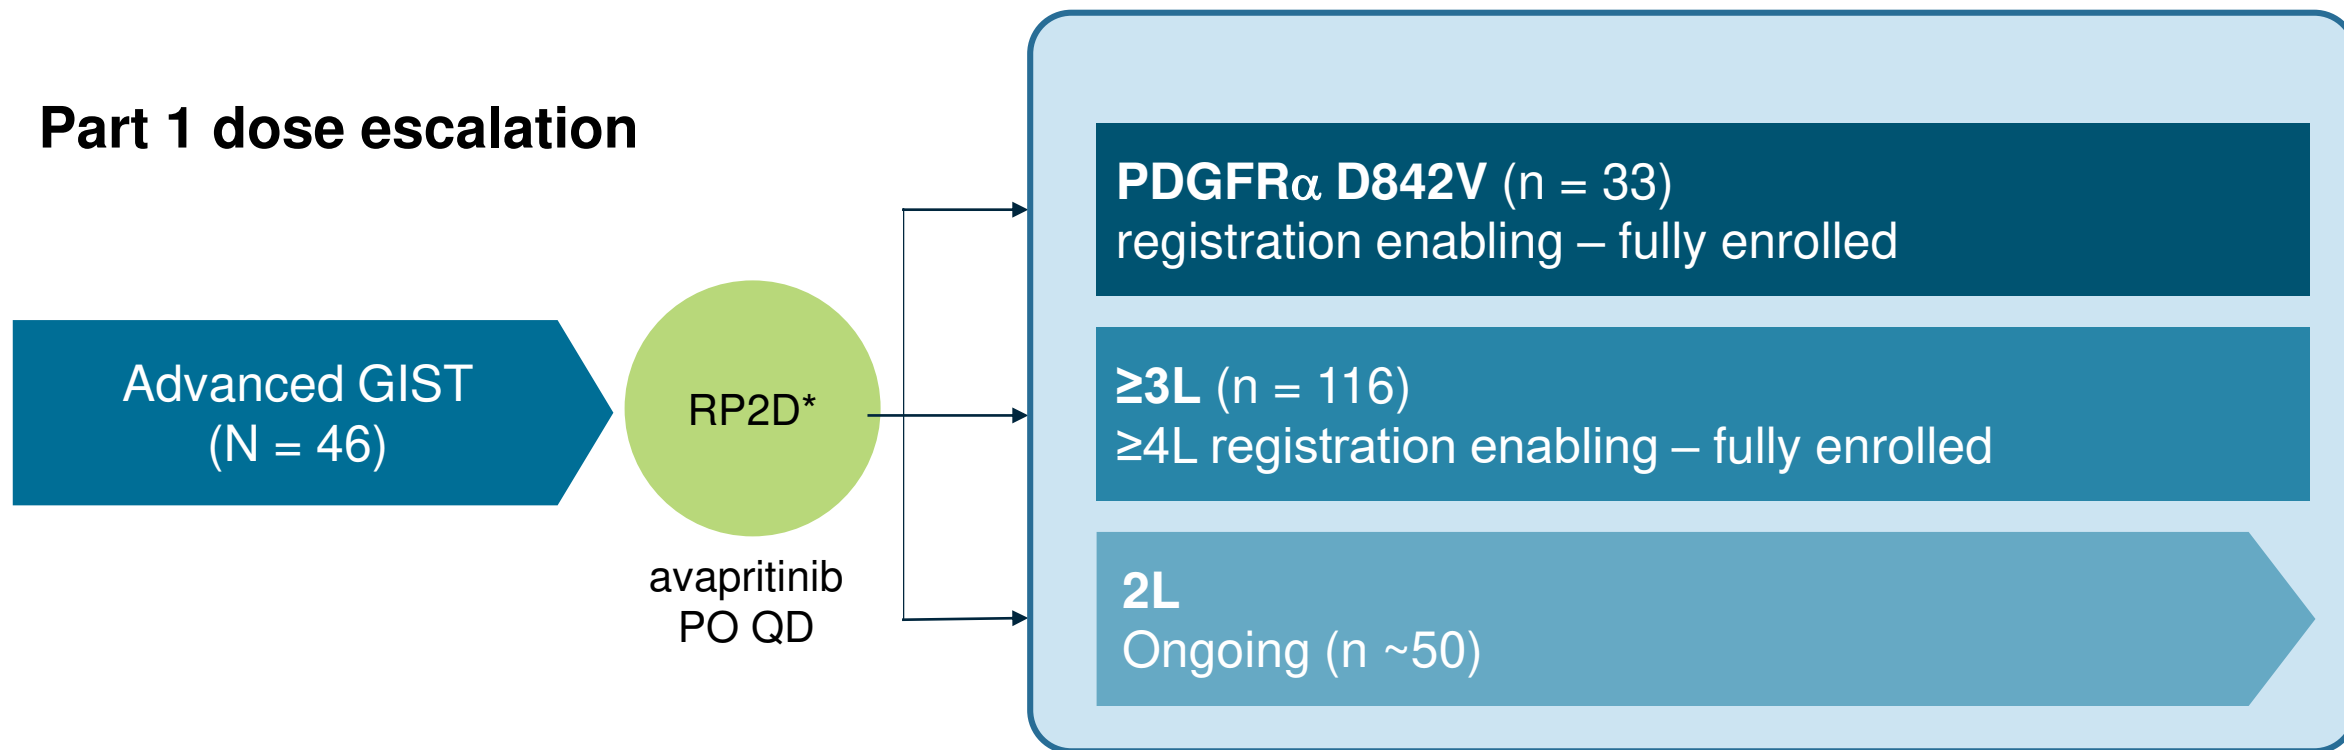 Part 1 dose escalation
Advanced GIST
(N = 46)
RP2D*
avapritinib
PO QD
PDGFRα D842V (n = 33)
registration enabling – fully enrolled
≥3L (n = 116)
≥4L registration enabling – fully enrolled
2L
Ongoing (n ~50)